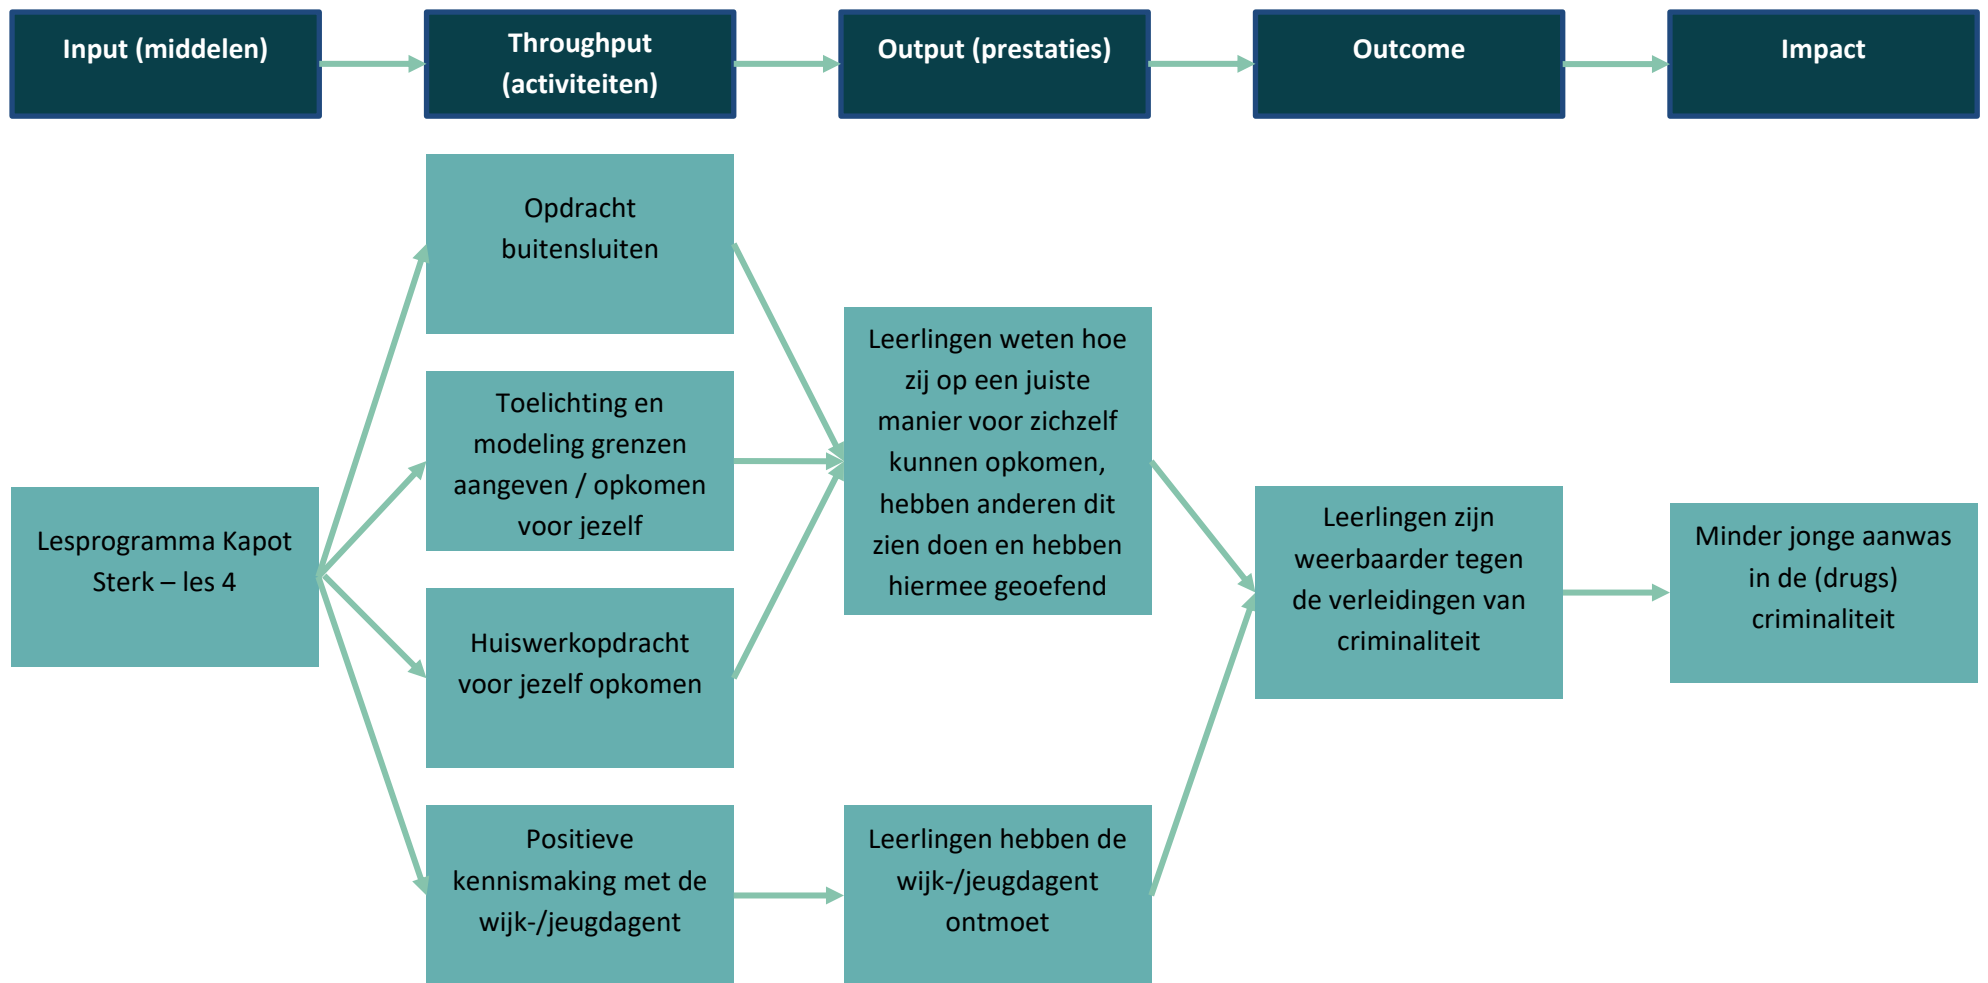 Input (middelen)
Throughput
(activiteiten)
Output (prestaties)
Outcome
Impact
Lesprogramma Kapot
Sterk – les 4
Opdracht
buitensluiten
Toelichting en
modeling grenzen
aangeven / opkomen
voor jezelf
Huiswerkopdracht
voor jezelf opkomen
Positieve
kennismaking met de
wijk-/jeugdagent
Leerlingen weten hoe
zij op een juiste
manier voor zichzelf
kunnen opkomen,
hebben anderen dit
zien doen en hebben
hiermee geoefend
Leerlingen hebben de
wijk-/jeugdagent
ontmoet
Leerlingen zijn
weerbaarder tegen
de verleidingen van
criminaliteit
Minder jonge aanwas
in de (drugs)
criminaliteit